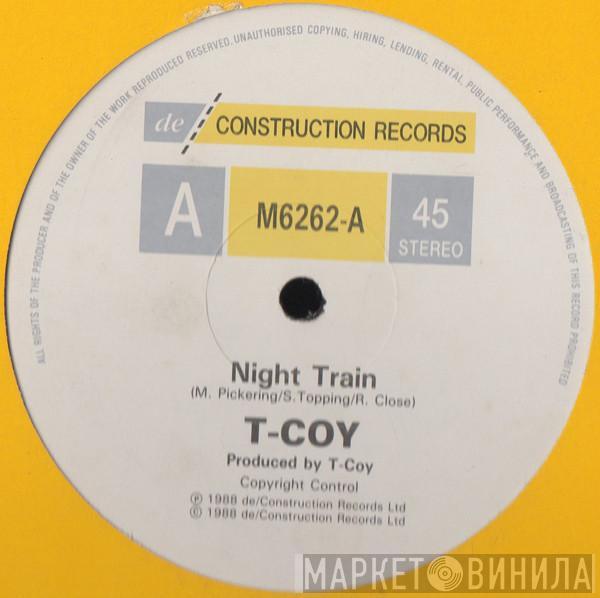 ALL RIGHTS OF THE PRODUCER AND OF THE OWNER OF THE WORK REPRODUCED RESERVED. UNAUTHORISED COPYING, HIRING, LENDING, RENTAL, PUBLIC PERFORMANCE AND BROADCASTING OF THIS RECORD PROHIBITED
de CONSTRUCTION RECORDS
A M6262-A 45
STEREO
Night Train
(M. Pickering/S.Topping/R. Close)
T-COY
Produced by T-Coy
Copyright Control
℗ 1988 de/Construction Records Ltd
© 1988 de/Construction Records Ltd
МАРКЕТ ВИНИЛА